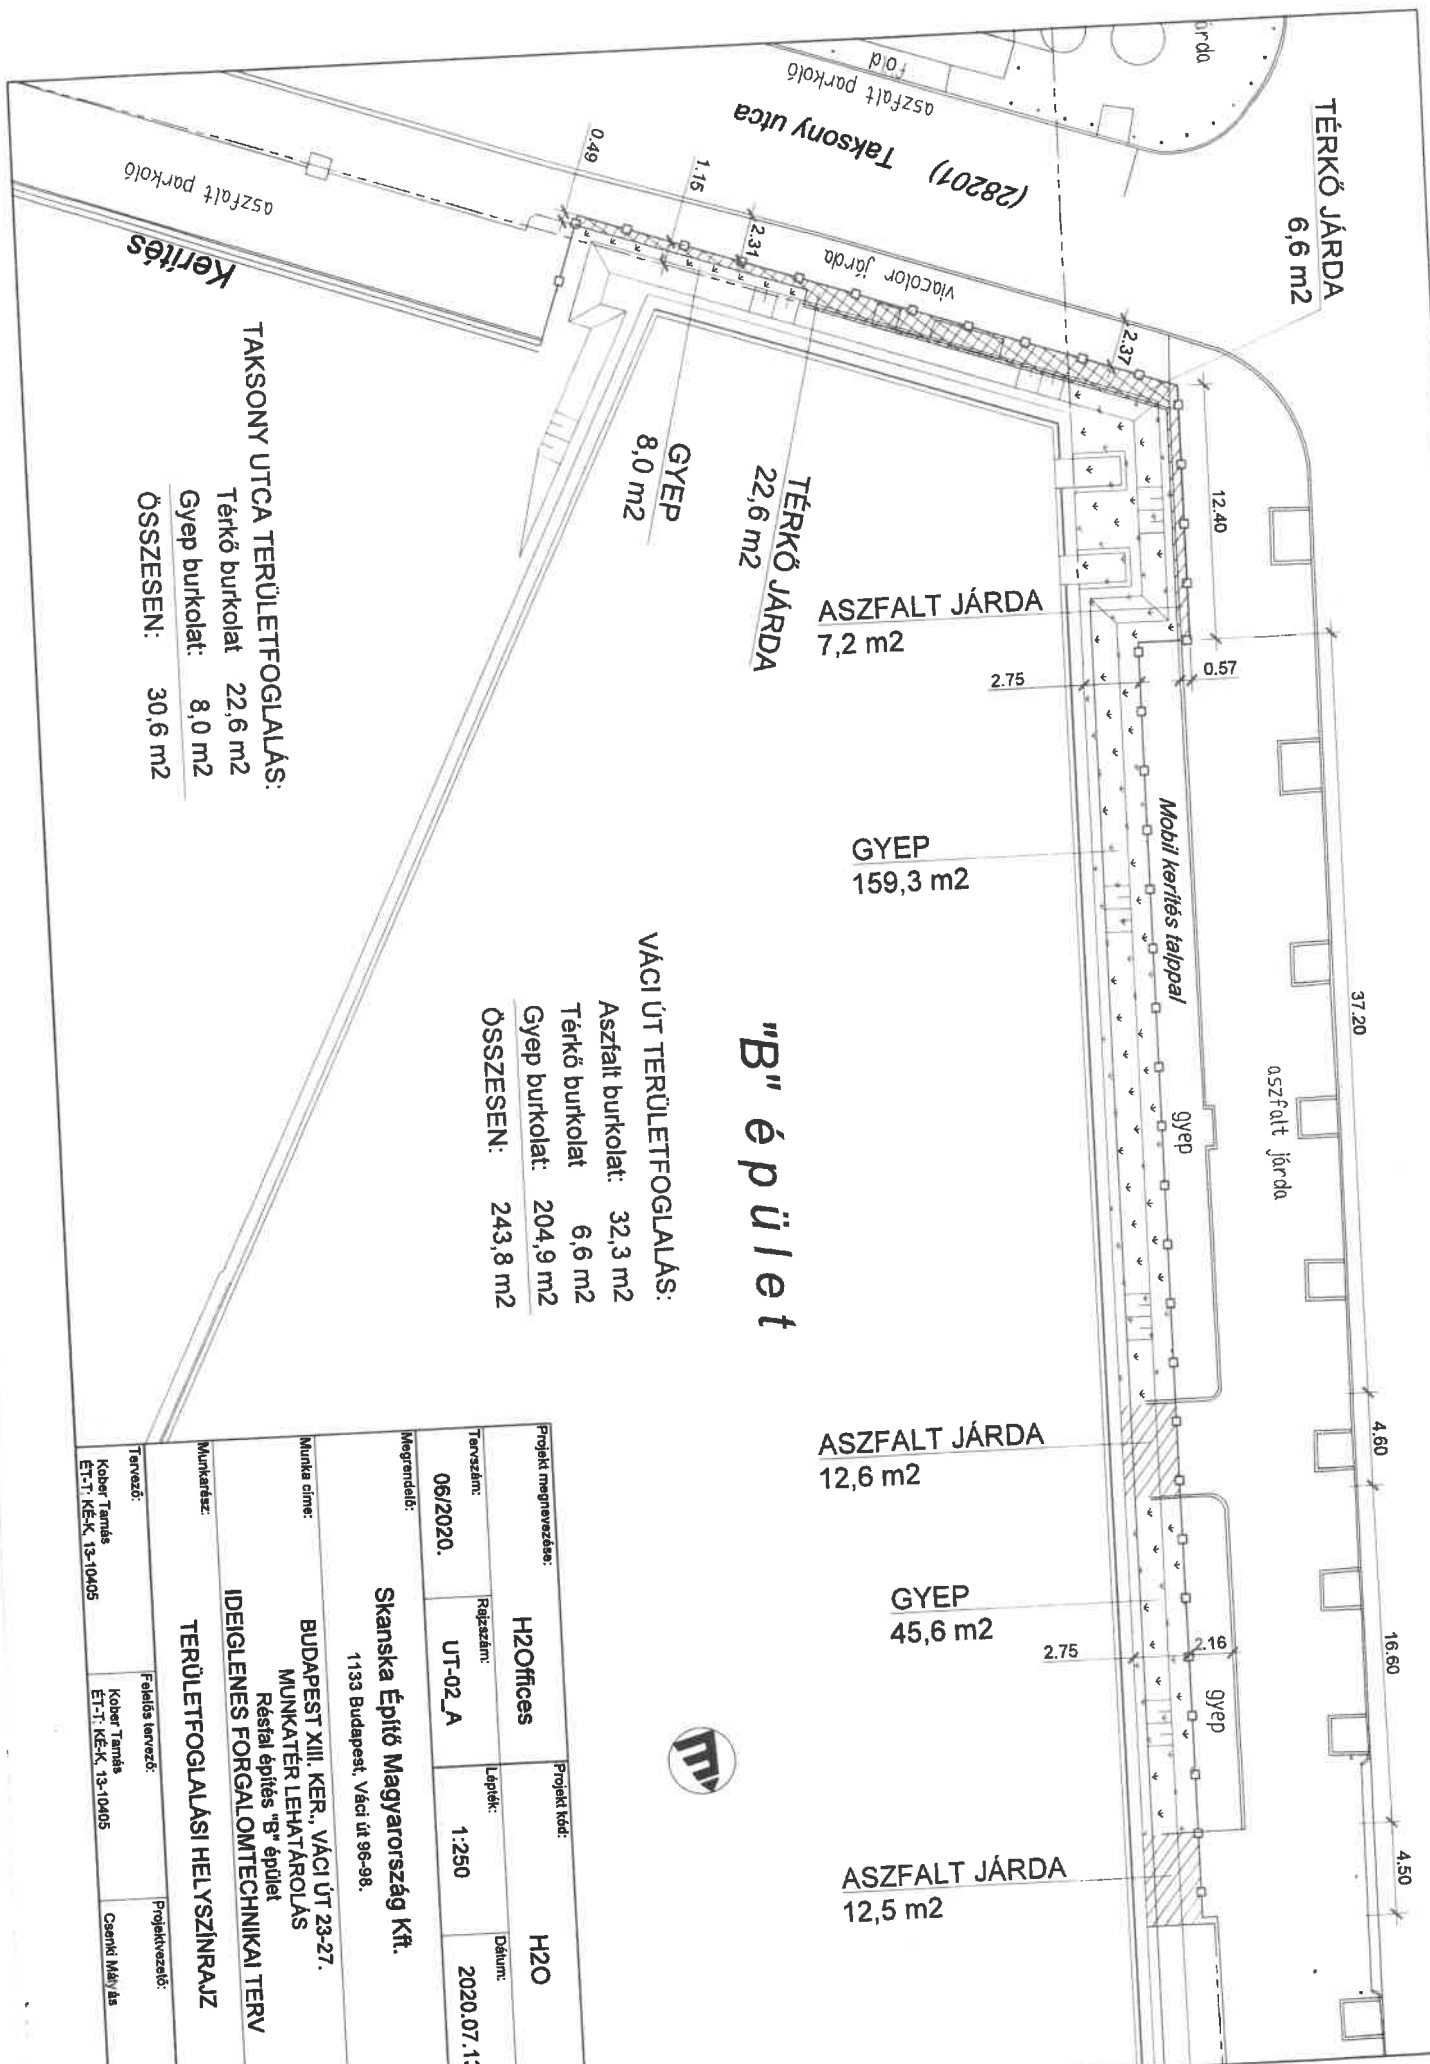 TÉRKŐ JÁRDA
6,6 m2
járda
föld
aszfalt parkoló
(28201) Taksony utca
viacolor járda
aszfalt parkoló
Kerítés
0.49
1.15
2.31
2.37
12.40
0.57
2.75
37.20
4.60
16.60
4.50
2.16
2.75
GYEP
8,0 m2
TÉRKŐ JÁRDA
22,6 m2
ASZFALT JÁRDA
7,2 m2
GYEP
159,3 m2
Mobil kerítés talppal
gyep
aszfalt járda
ASZFALT JÁRDA
12,6 m2
GYEP
45,6 m2
gyep
ASZFALT JÁRDA
12,5 m2
"B" épület
TAKSONY UTCA TERÜLETFOGLALÁS:
Térkő burkolat 22,6 m2
Gyep burkolat: 8,0 m2
ÖSSZESEN: 30,6 m2
VÁCI ÚT TERÜLETFOGLALÁS:
Aszfalt burkolat: 32,3 m2
Térkő burkolat 6,6 m2
Gyep burkolat: 204,9 m2
ÖSSZESEN: 243,8 m2
Projekt megnevezése:
H2Offices
Projekt kód:
H2O
Tervszám:
06/2020.
Rajzszám:
UT-02_A
Lépték:
1:250
Dátum:
2020.07.13
Megrendelő:
Skanska Építő Magyarország Kft.
1133 Budapest, Váci út 96-98.
Munka címe:
BUDAPEST XIII. KER., VÁCI ÚT 23-27.
MUNKATÉR LEHATÁROLÁS
Résfal építés "B" épület
IDEIGLENES FORGALOMTECHNIKAI TERV
Munkarész:
TERÜLETFOGLALÁSI HELYSZÍNRAJZ
Tervező:
Kober Tamás
ÉT-T: KÉ-K, 13-10405
Felelős tervező:
Kober Tamás
ÉT-T: KÉ-K, 13-10405
Projektvezető:
Csenki Mátyás